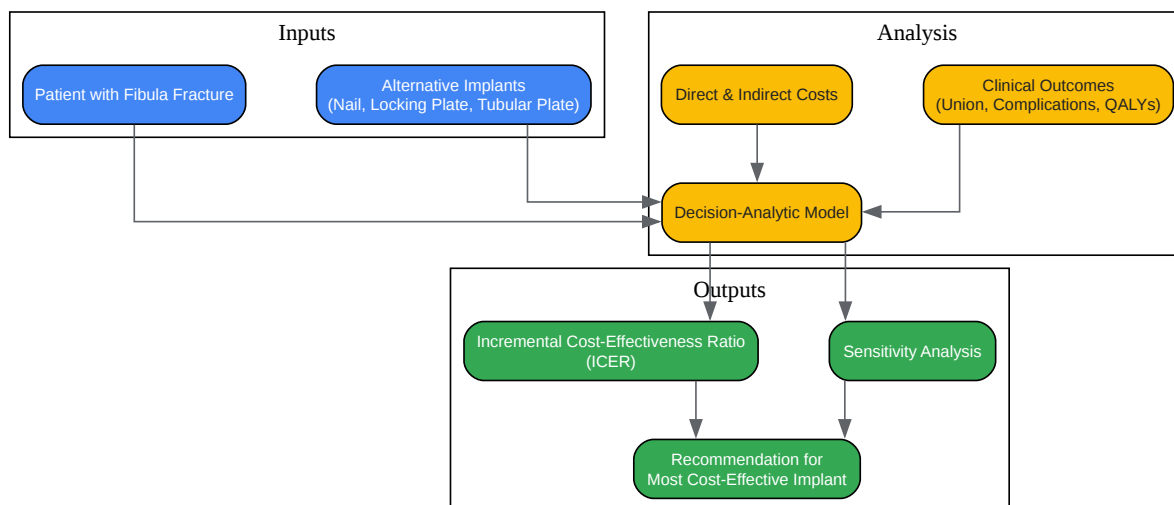 Inputs
Patient with Fibula Fracture
Alternative Implants
(Nail, Locking Plate, Tubular Plate)
Analysis
Direct & Indirect Costs
Clinical Outcomes
(Union, Complications, QALYs)
Decision-Analytic Model
Outputs
Incremental Cost-Effectiveness Ratio
(ICER)
Sensitivity Analysis
Recommendation for
Most Cost-Effective Implant